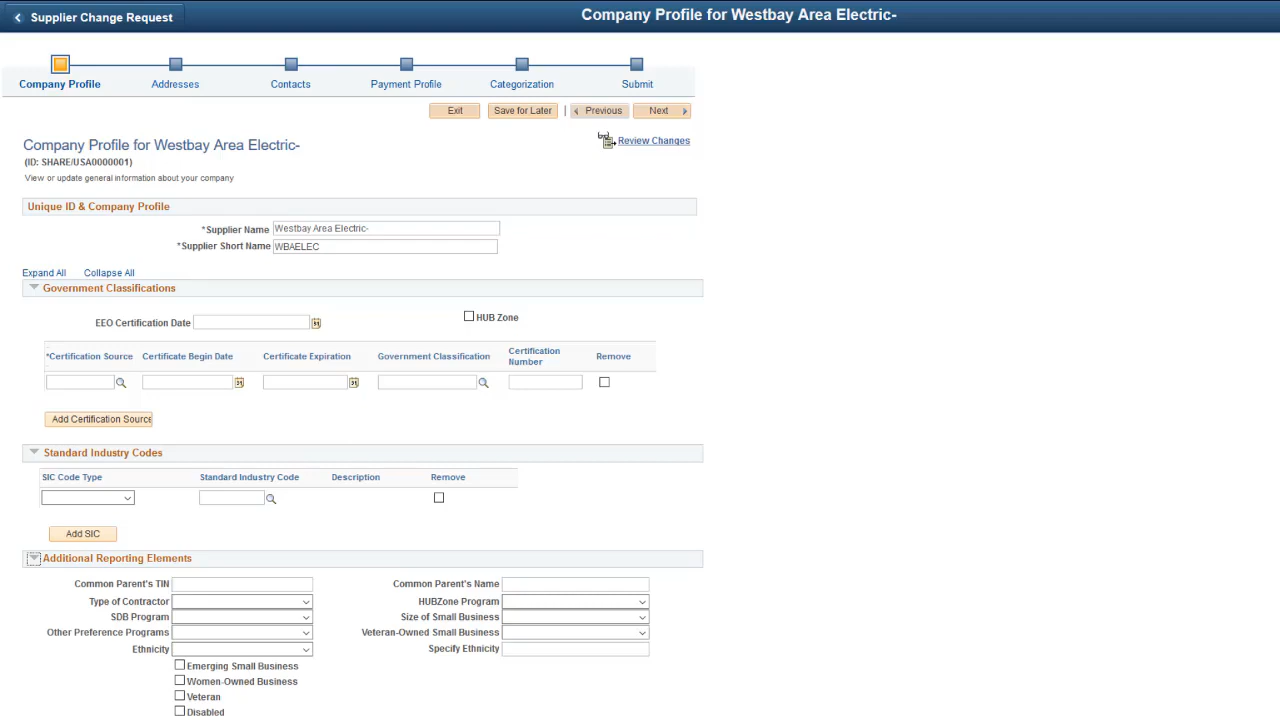 Supplier Change Request
Company Profile for Westbay Area Electric-
Company Profile Addresses Contacts Payment Profile Categorization Submit
Exit Save for Later | Previous Next
Company Profile for Westbay Area Electric- Review Changes
(ID: SHARE/USA0000001)
View or update general information about your company
Unique ID & Company Profile
*Supplier Name Westbay Area Electric-
*Supplier Short Name WBAELEC
Expand All Collapse All
Government Classifications
EEO Certification Date HUB Zone
*Certification Source Certificate Begin Date Certificate Expiration Government Classification Certification Number Remove
Add Certification Source
Standard Industry Codes
SIC Code Type Standard Industry Code Description Remove
Add SIC
Additional Reporting Elements
Common Parent's TIN Common Parent's Name
Type of Contractor HUBZone Program
SDB Program Size of Small Business
Other Preference Programs Veteran-Owned Small Business
Ethnicity Specify Ethnicity
Emerging Small Business
Women-Owned Business
Veteran
Disabled